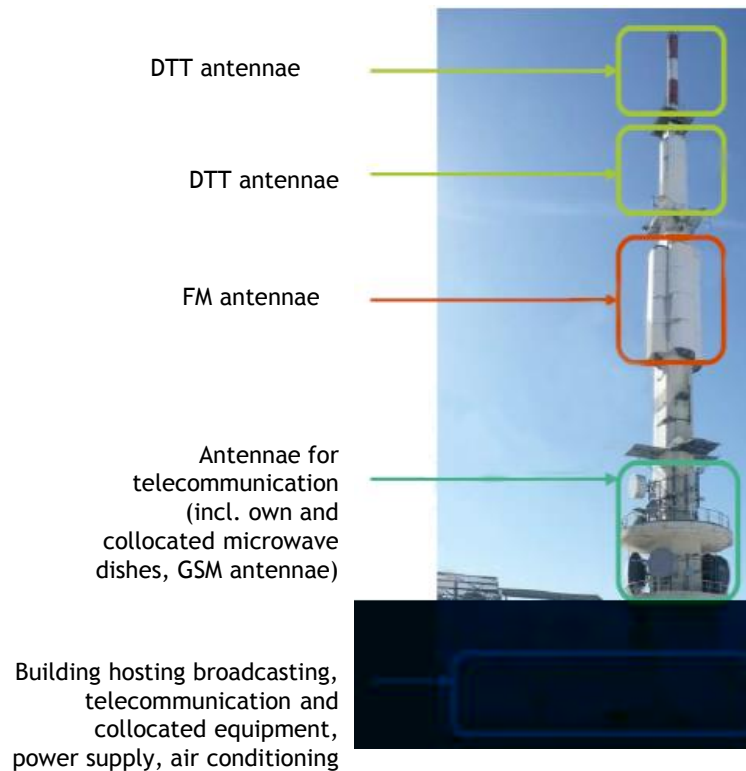 DTT antennae
DTT antennae
FM antennae
Antennae for
telecommunication
(incl. own and
collocated microwave
dishes, GSM antennae)
Building hosting broadcasting,
telecommunication and
collocated equipment,
power supply, air conditioning